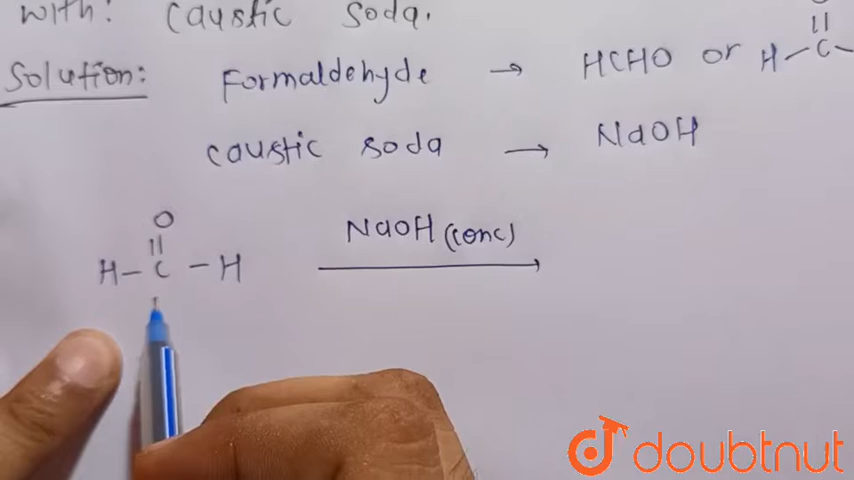 with: Caustic Soda.
Solution: Formaldehyde → HCHO or H-C-
O
||
Caustic soda → NaOH
O
||
H-C-H
NaOH (conc)
doubtnut